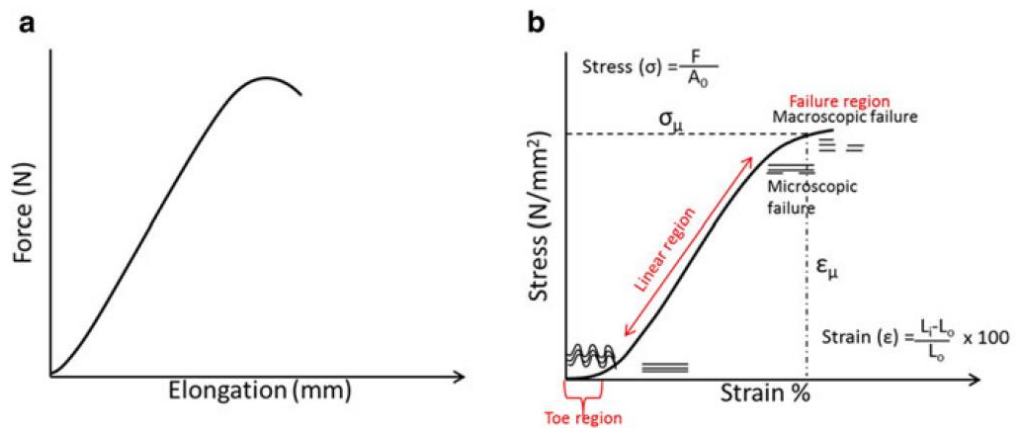 a
Force (N)
Elongation (mm)
b
Stress (σ) = F
A₀
Failure region
Macroscopic failure
σμ
Microscopic
failure
Linear region
Stress (N/mm²)
εμ
Strain (ε) = Lᵢ-Lₒ x 100
Lₒ
Strain %
Toe region